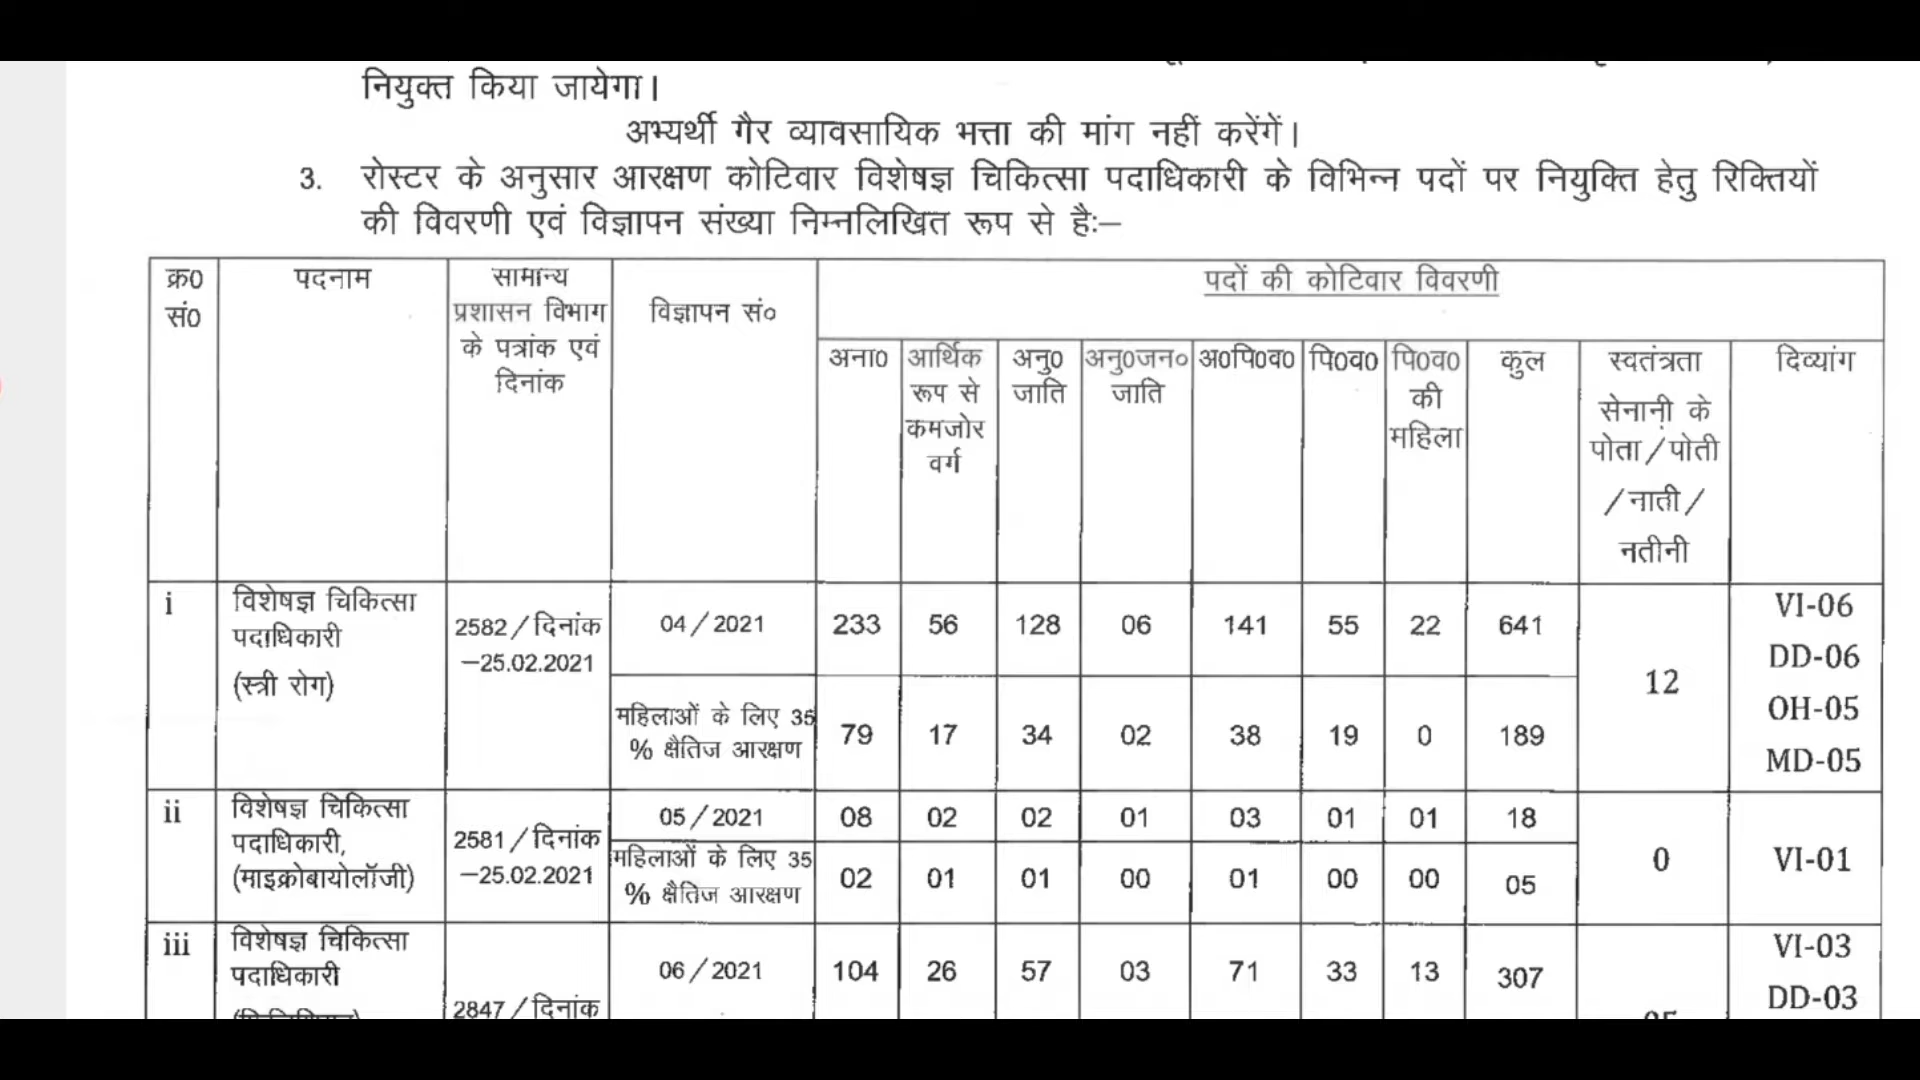 नियुक्त किया जायेगा।
अभ्यर्थी गैर व्यावसायिक भत्ता की मांग नहीं करेंगें।
3. रोस्टर के अनुसार आरक्षण कोटिवार विशेषज्ञ चिकित्सा पदाधिकारी के विभिन्न पदों पर नियुक्ति हेतु रिक्तियों
की विवरणी एवं विज्ञापन संख्या निम्नलिखित रूप से है:–
क्र0 सं0
पदनाम
सामान्य
प्रशासन विभाग
के पत्रांक एवं
दिनांक
विज्ञापन सं०
पदों की कोटिवार विवरणी
अना0
आर्थिक
रूप से
कमजोर
वर्ग
अनु0
जाति
अनु0जन०
जाति
अ0पि0व0
पि0व0
पि0व0
की
महिला
कुल
स्वतंत्रता
सेनानी के
पोता/पोती
/नाती/
नतीनी
दिव्यांग
i
विशेषज्ञ चिकित्सा
पदाधिकारी
(स्त्री रोग)
2582/दिनांक
–25.02.2021
04/2021 233 56 128 06 141 55 22 641
महिलाओं के लिए 35
% क्षैतिज आरक्षण
79 17 34 02 38 19 0 189
12
VI-06
DD-06
OH-05
MD-05
ii
विशेषज्ञ चिकित्सा
पदाधिकारी,
(माइक्रोबायोलॉजी)
2581/दिनांक
–25.02.2021
05/2021 08 02 02 01 03 01 01 18
महिलाओं के लिए 35
% क्षैतिज आरक्षण
02 01 01 00 01 00 00 05
0
VI-01
iii
विशेषज्ञ चिकित्सा
पदाधिकारी
2847/दिनांक
06/2021 104 26 57 03 71 33 13 307
VI-03
DD-03